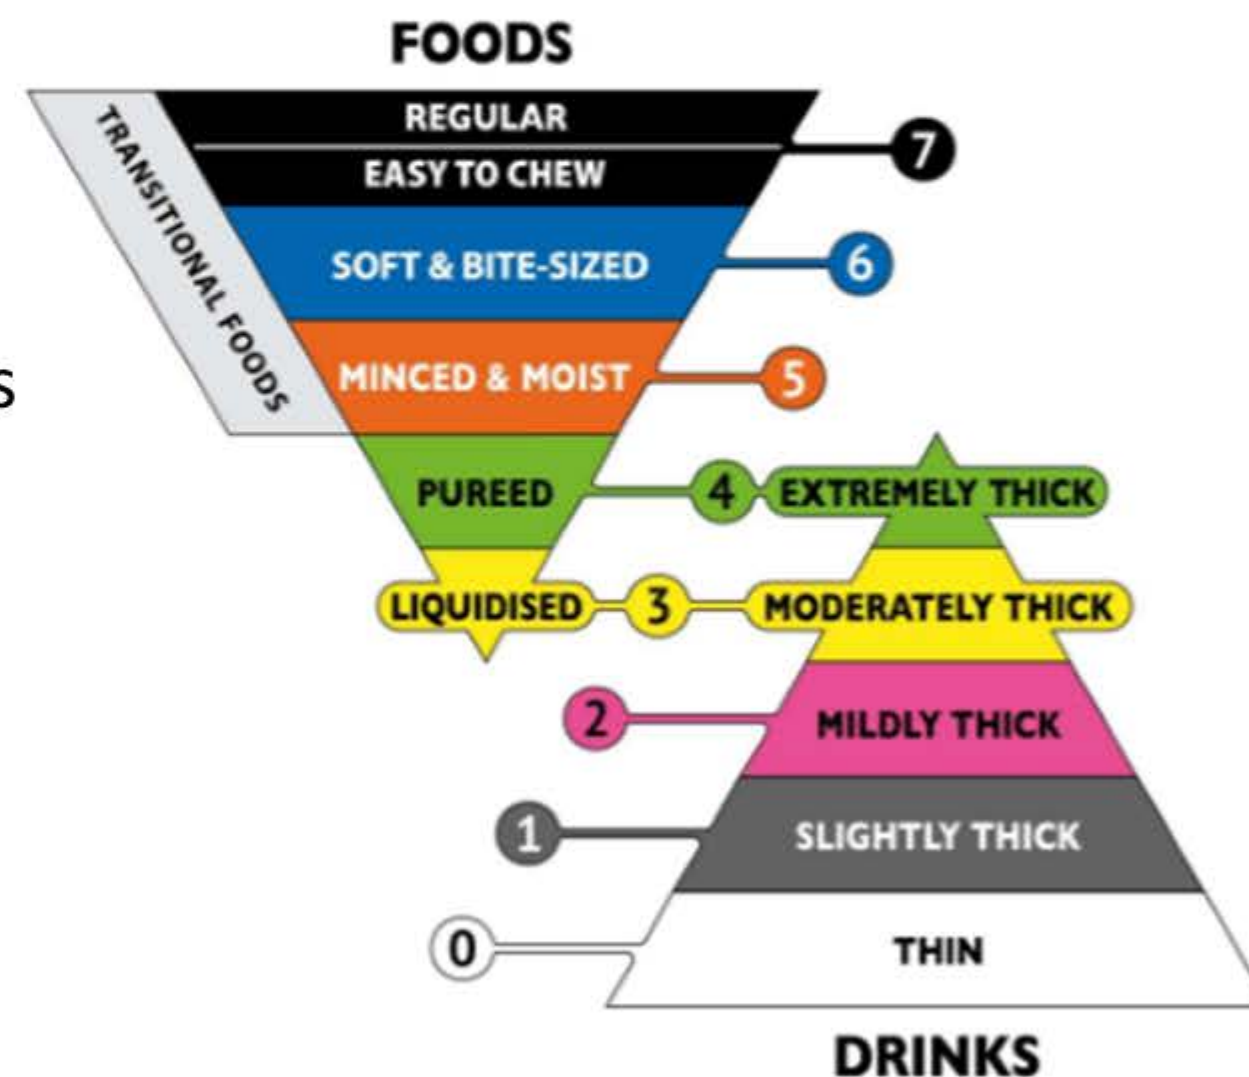 FOODS
TRANSITIONAL FOODS
REGULAR
7
EASY TO CHEW
SOFT & BITE-SIZED
6
s
MINCED & MOIST
5
PUREED
4
EXTREMELY THICK
LIQUIDISED
3
MODERATELY THICK
2
MILDLY THICK
1
SLIGHTLY THICK
0
THIN
DRINKS